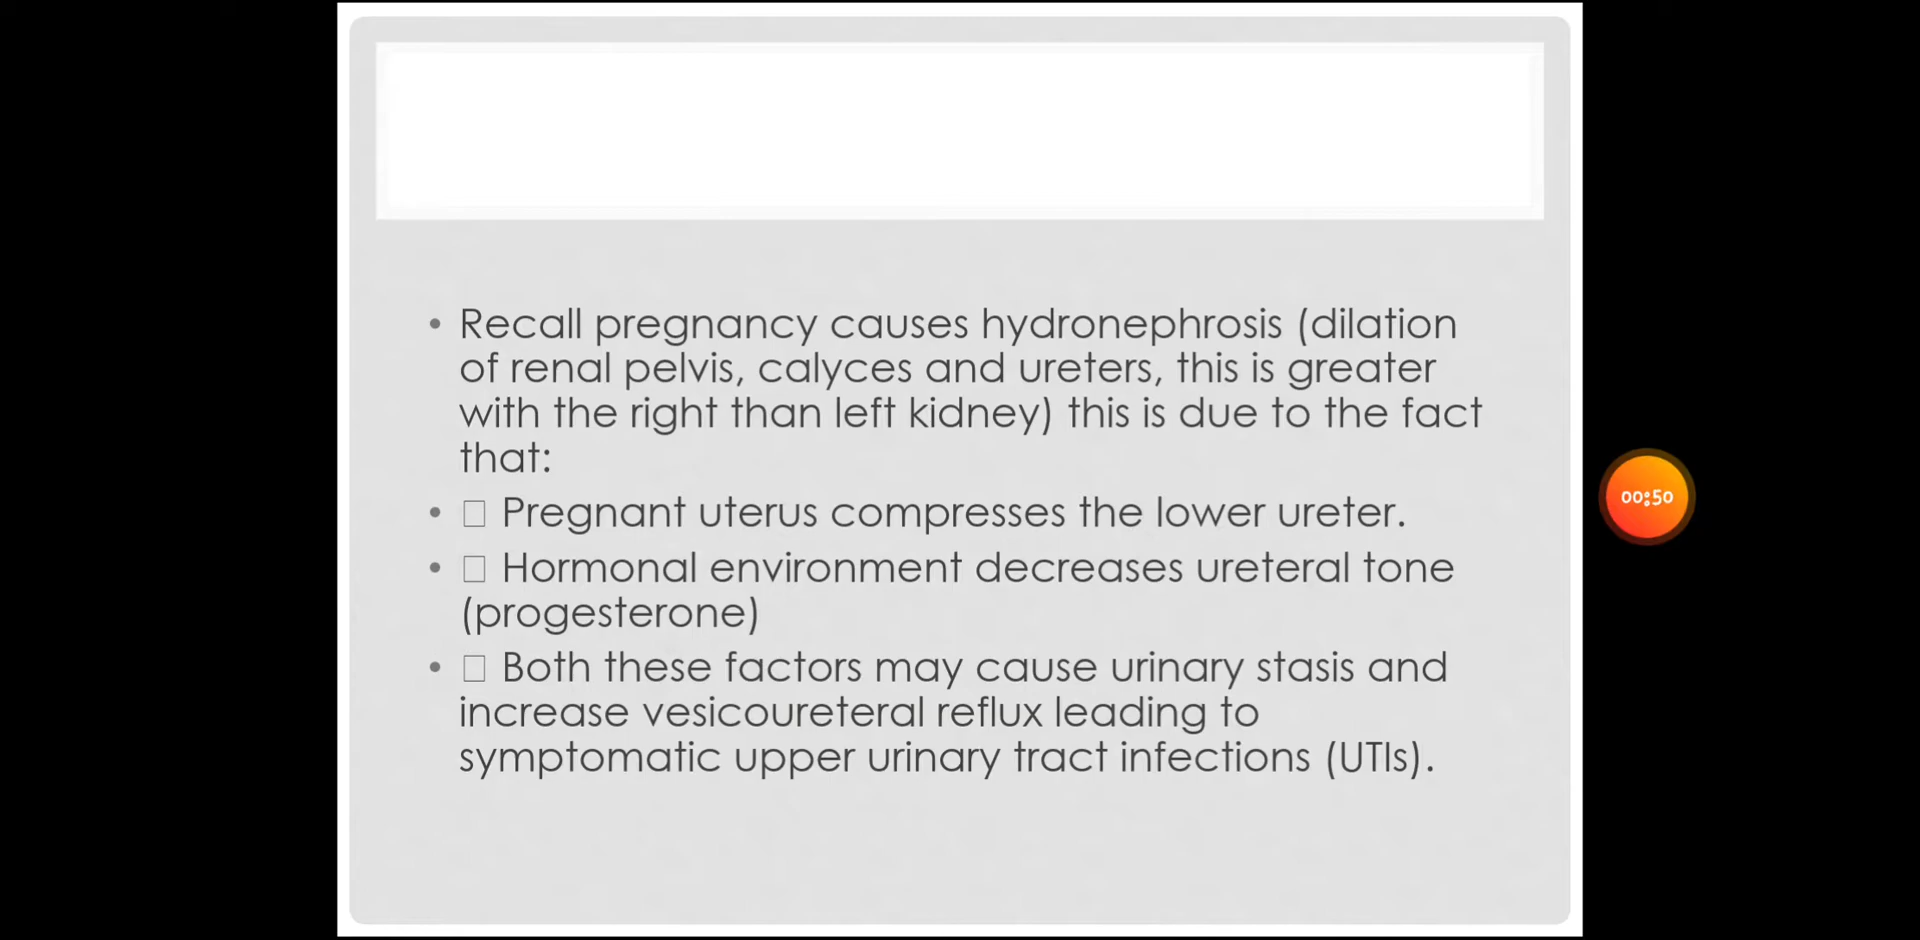 • Recall pregnancy causes hydronephrosis (dilation
of renal pelvis, calyces and ureters, this is greater
with the right than left kidney) this is due to the fact
that:
• □ Pregnant uterus compresses the lower ureter.
• □ Hormonal environment decreases ureteral tone
(progesterone)
• □ Both these factors may cause urinary stasis and
increase vesicoureteral reflux leading to
symptomatic upper urinary tract infections (UTIs).
00:50